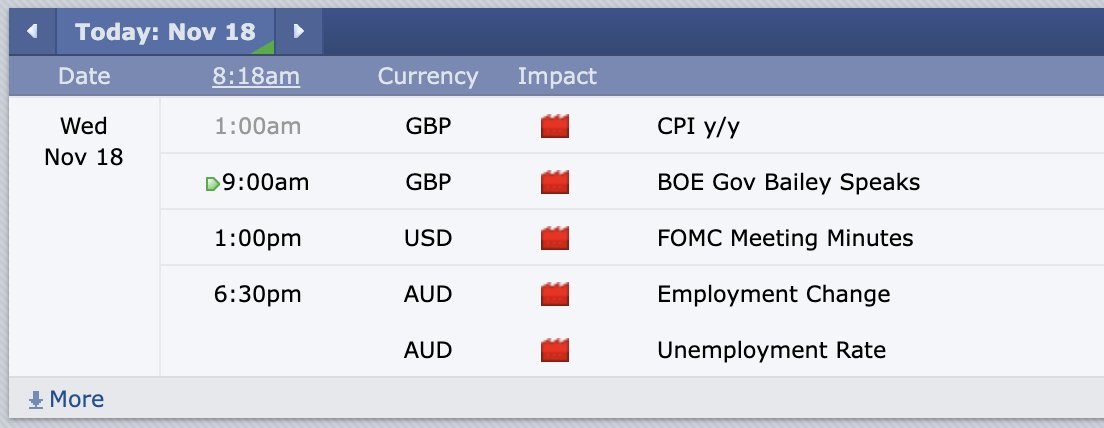 Today: Nov 18
Date 8:18am Currency Impact
Wed 1:00am GBP CPI y/y
Nov 18
9:00am GBP BOE Gov Bailey Speaks
1:00pm USD FOMC Meeting Minutes
6:30pm AUD Employment Change
AUD Unemployment Rate
More